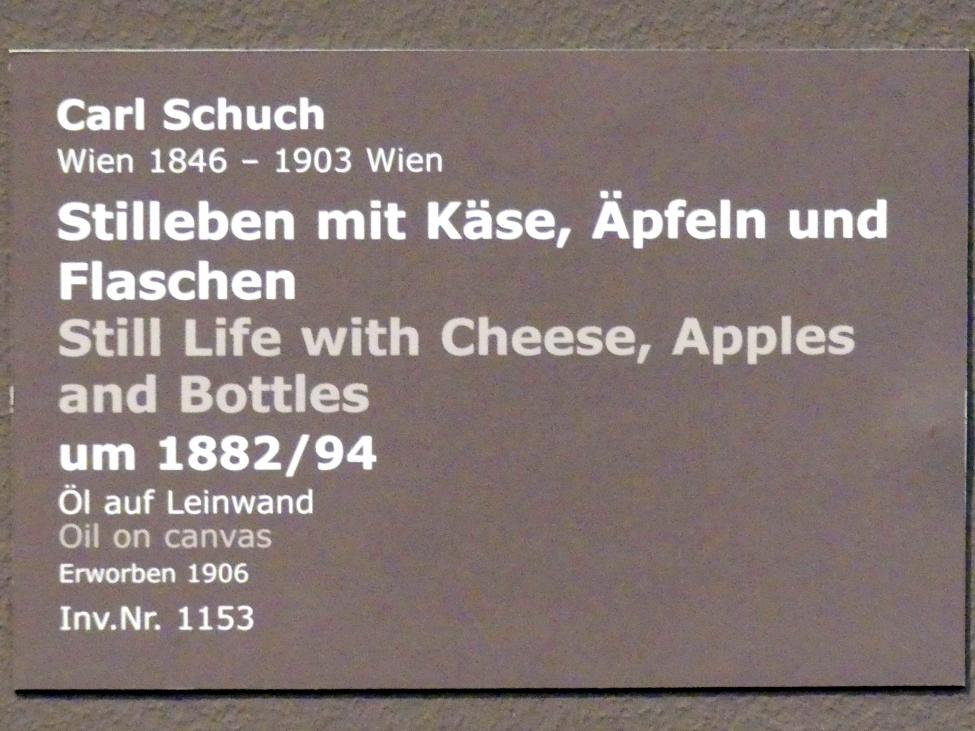 Carl Schuch
Wien 1846 – 1903 Wien
Stilleben mit Käse, Äpfeln und
Flaschen
Still Life with Cheese, Apples
and Bottles
um 1882/94
Öl auf Leinwand
Oil on canvas
Erworben 1906
Inv.Nr. 1153